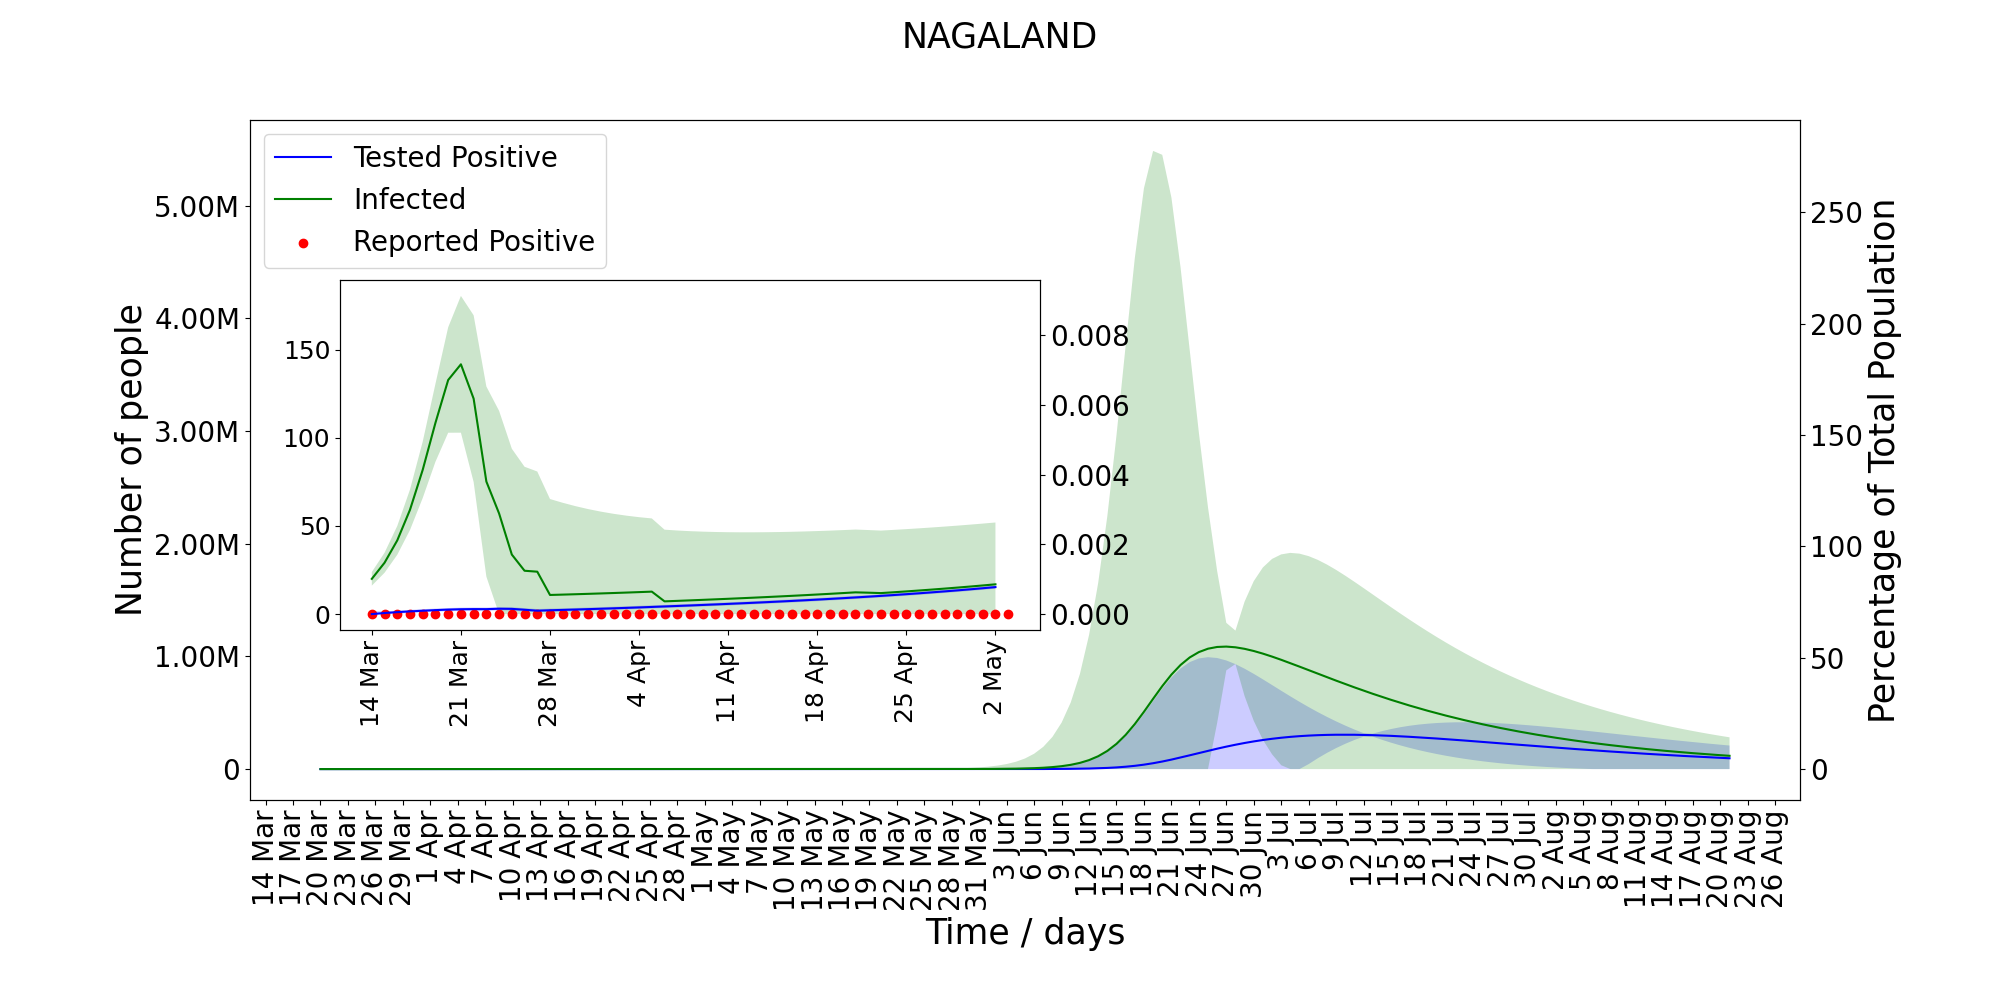 NAGALAND
Tested Positive
Infected
Reported Positive
Number of people
5.00M
4.00M
3.00M
2.00M
1.00M
0
Percentage of Total Population
250
200
150
100
50
0
150
100
50
0
0.008
0.006
0.004
0.002
0.000
14 Mar
21 Mar
28 Mar
4 Apr
11 Apr
18 Apr
25 Apr
2 May
14 Mar
17 Mar
20 Mar
23 Mar
26 Mar
29 Mar
1 Apr
4 Apr
7 Apr
10 Apr
13 Apr
16 Apr
19 Apr
22 Apr
25 Apr
28 Apr
1 May
4 May
7 May
10 May
13 May
16 May
19 May
22 May
25 May
28 May
31 May
3 Jun
6 Jun
9 Jun
12 Jun
15 Jun
18 Jun
21 Jun
24 Jun
27 Jun
30 Jun
3 Jul
6 Jul
9 Jul
12 Jul
15 Jul
18 Jul
21 Jul
24 Jul
27 Jul
30 Jul
2 Aug
5 Aug
8 Aug
11 Aug
14 Aug
17 Aug
20 Aug
23 Aug
26 Aug
Time / days